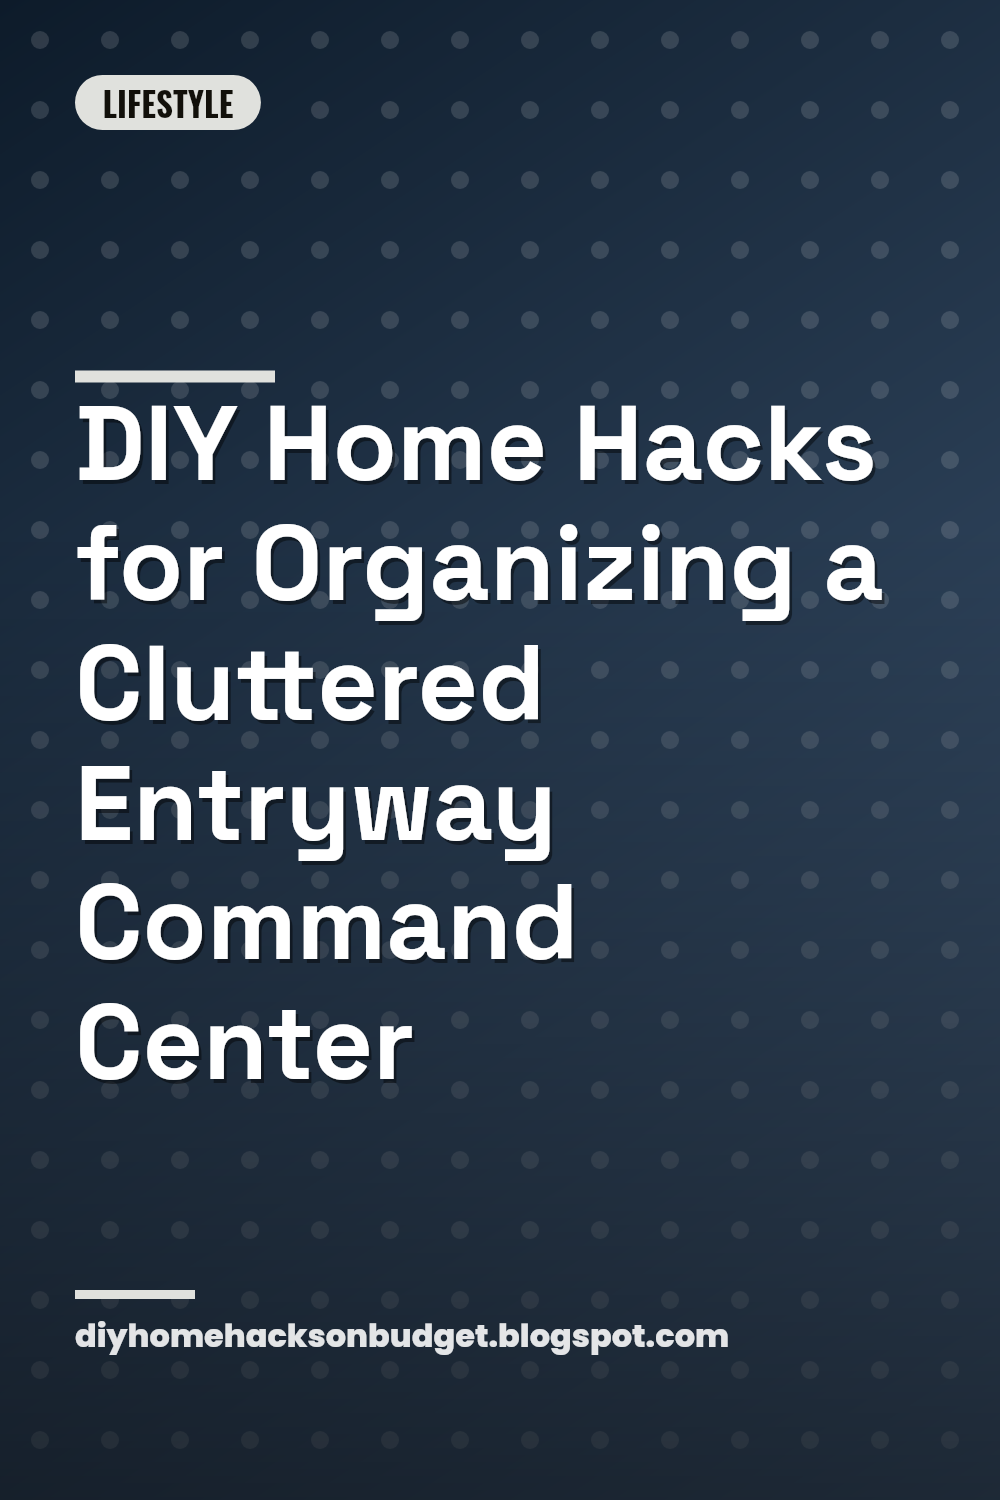 LIFESTYLE
DIY Home Hacks
for Organizing a
Cluttered
Entryway
Command
Center
diyhomehacksonbudget.blogspot.com